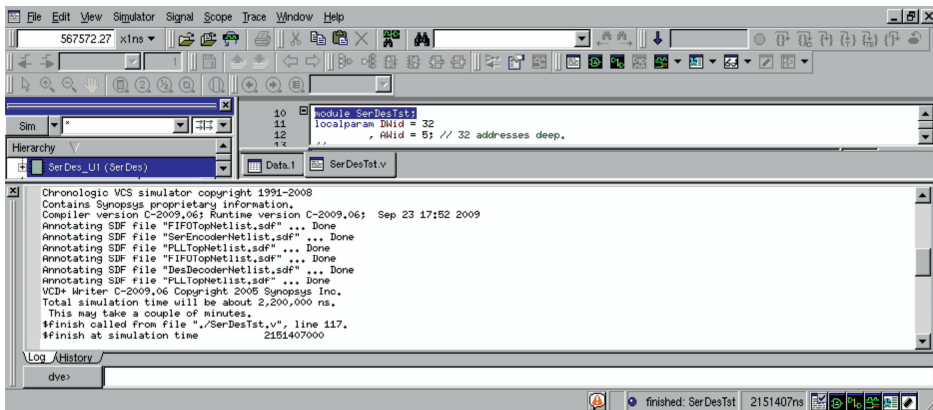 File Edit View Simulator Signal Scope Trace Window Help
567572.27 x1ns
1
Sim *
Hierarchy
SerDes_U1 (SerDes)
10 module SerDesTst;
11 localparam DWid = 32
12 , AWid = 5; // 32 addresses deep.
13 //
Data.1 SerDesTst.v
Chronologic VCS simulator copyright 1991-2008
Contains Synopsys proprietary information.
Compiler version C-2009.06; Runtime version C-2009.06; Sep 23 17:52 2009
Annotating SDF file "FIFOTopNetlist.sdf" ... Done
Annotating SDF file "SerEncoderNetlist.sdf" ... Done
Annotating SDF file "PLLTopNetlist.sdf" ... Done
Annotating SDF file "FIFOTopNetlist.sdf" ... Done
Annotating SDF file "DesDecoderNetlist.sdf" ... Done
Annotating SDF file "PLLTopNetlist.sdf" ... Done
VCD+ Writer C-2009.06 Copyright 2005 Synopsys Inc.
Total simulation time will be about 2,200,000 ns.
This may take a couple of minutes.
$finish called from file "./SerDesTst.v", line 117.
$finish at simulation time 2151407000
Log History
dve>
finished: SerDesTst 2151407ns